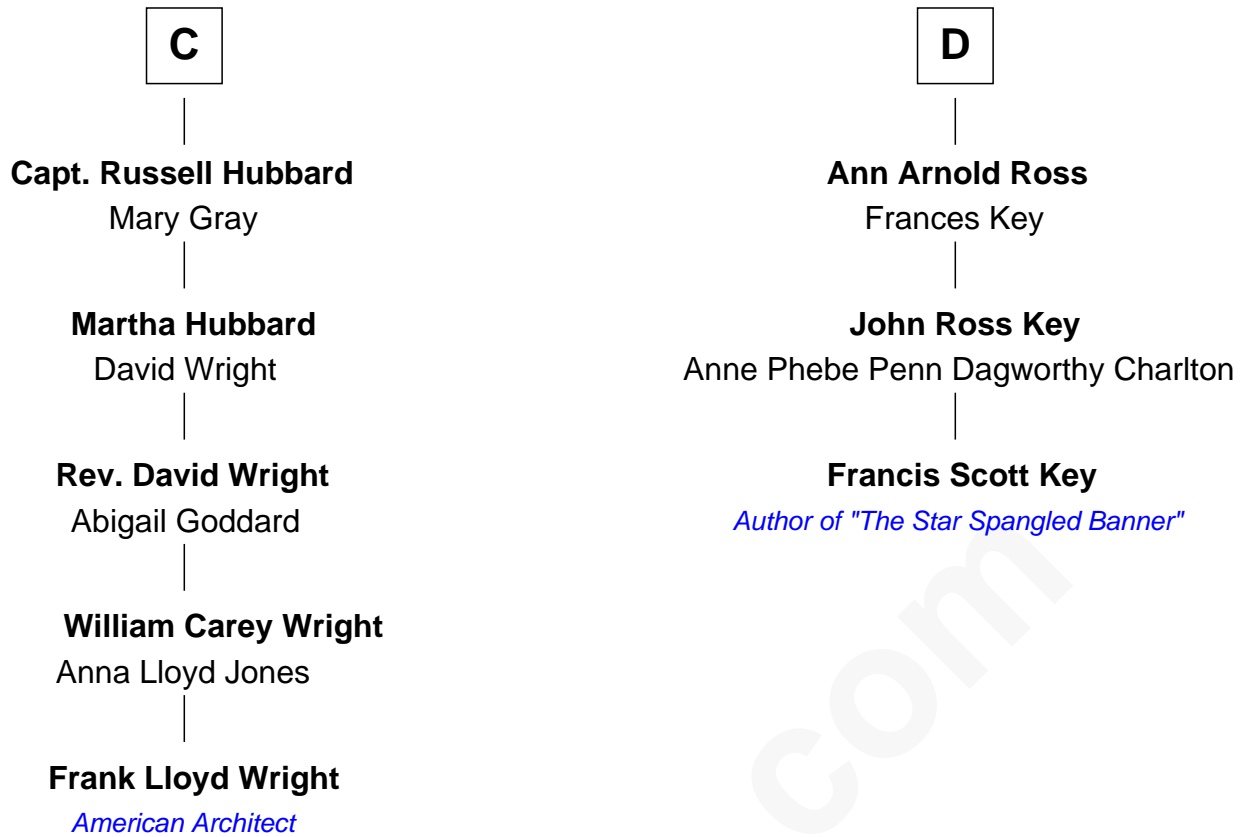 C
Capt. Russell Hubbard
Mary Gray
Martha Hubbard
David Wright
Rev. David Wright
Abigail Goddard
William Carey Wright
Anna Lloyd Jones
Frank Lloyd Wright
American Architect
D
Ann Arnold Ross
Frances Key
John Ross Key
Anne Phebe Penn Dagworthy Charlton
Francis Scott Key
Author of "The Star Spangled Banner"
com